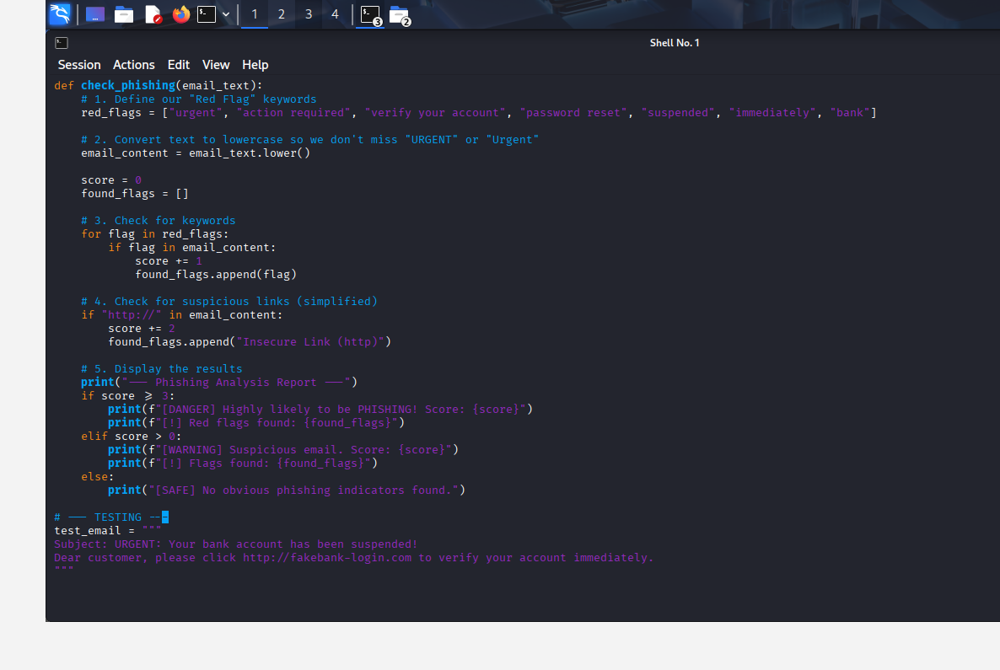 1 2 3 4 3 2
Shell No. 1
Session Actions Edit View Help
def check_phishing(email_text):
    # 1. Define our "Red Flag" keywords
    red_flags = ["urgent", "action required", "verify your account", "password reset", "suspended", "immediately", "bank"]
    # 2. Convert text to lowercase so we don't miss "URGENT" or "Urgent"
    email_content = email_text.lower()
    score = 0
    found_flags = []
    # 3. Check for keywords
    for flag in red_flags:
        if flag in email_content:
            score += 1
            found_flags.append(flag)
    # 4. Check for suspicious links (simplified)
    if "http://" in email_content:
        score += 2
        found_flags.append("Insecure Link (http)")
    # 5. Display the results
    print("--- Phishing Analysis Report ---")
    if score >= 3:
        print(f"[DANGER] Highly likely to be PHISHING! Score: {score}")
        print(f"[!] Red flags found: {found_flags}")
    elif score > 0:
        print(f"[WARNING] Suspicious email. Score: {score}")
        print(f"[!] Flags found: {found_flags}")
    else:
        print("[SAFE] No obvious phishing indicators found.")
# --- TESTING ---
test_email = """
Subject: URGENT: Your bank account has been suspended!
Dear customer, please click http://fakebank-login.com to verify your account immediately.
"""